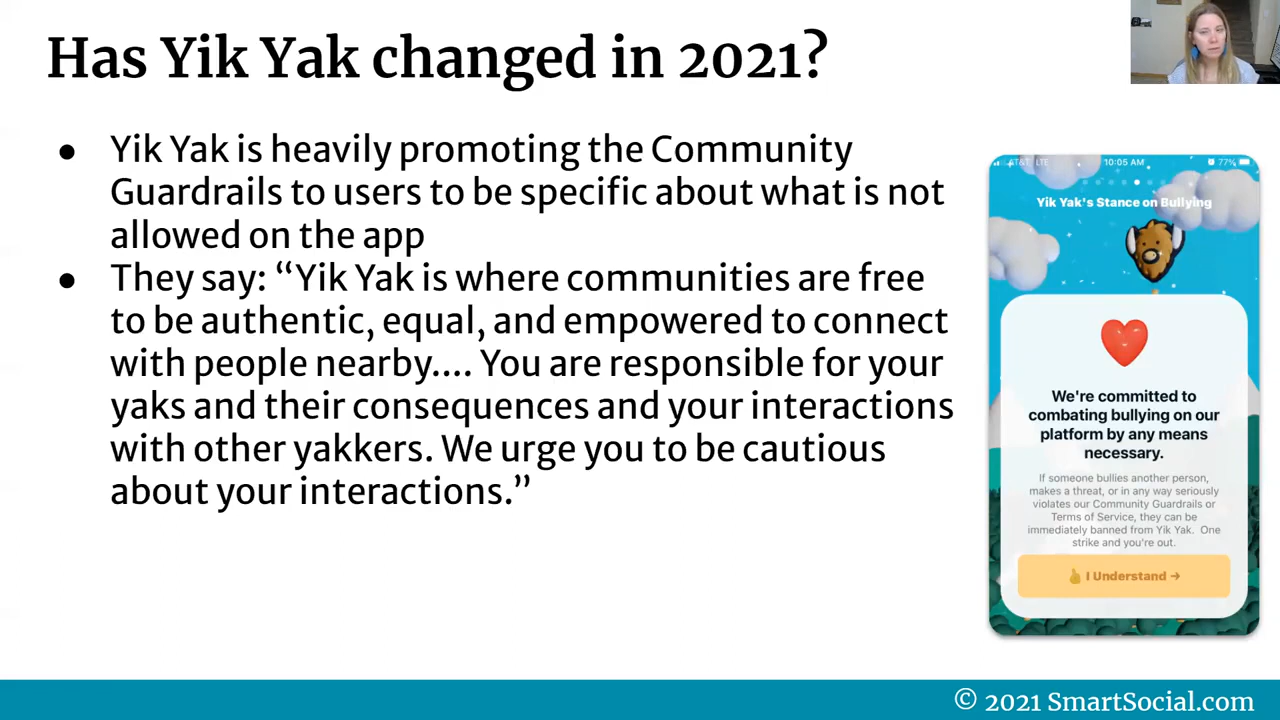 Has Yik Yak changed in 2021?
● Yik Yak is heavily promoting the Community
Guardrails to users to be specific about what is not
allowed on the app
● They say: “Yik Yak is where communities are free
to be authentic, equal, and empowered to connect
with people nearby.... You are responsible for your
yaks and their consequences and your interactions
with other yakkers. We urge you to be cautious
about your interactions.”
AT&T LTE 10:05 AM 77%
Yik Yak's Stance on Bullying
We're committed to
combating bullying on our
platform by any means
necessary.
If someone bullies another person,
makes a threat, or in any way seriously
violates our Community Guardrails or
Terms of Service, they can be
immediately banned from Yik Yak. One
strike and you're out.
I Understand →
© 2021 SmartSocial.com